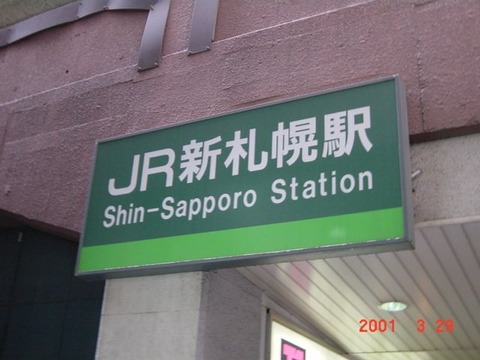 JR新札幌駅
Shin-Sapporo Station
2001 3 29